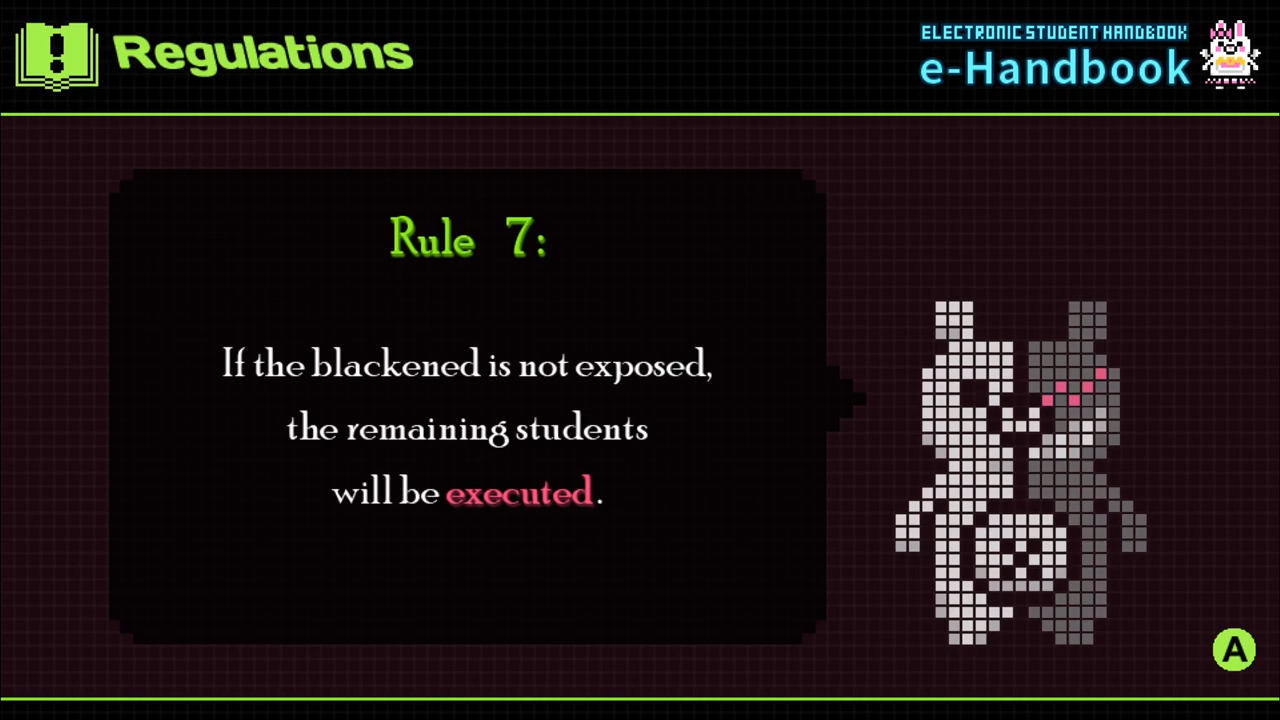 Regulations
ELECTRONIC STUDENT HANDBOOK
e-Handbook
Rule 7:
If the blackened is not exposed,
the remaining students
will be executed.
A